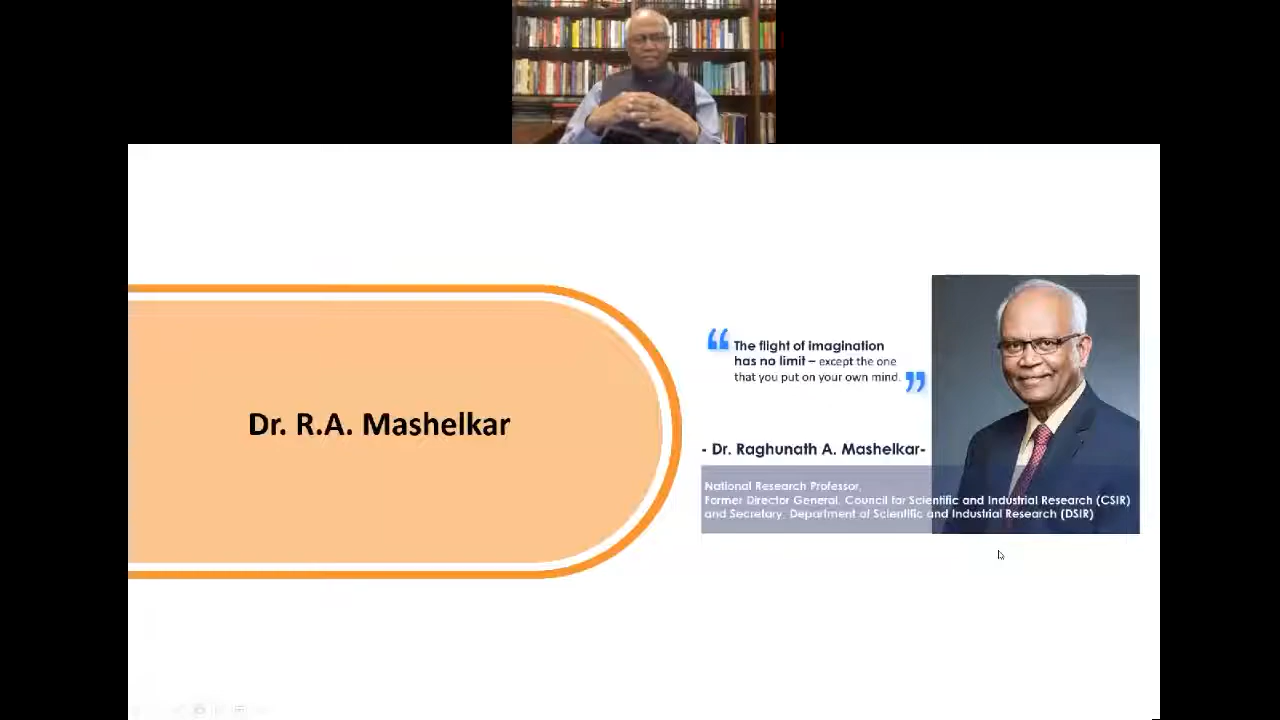 Dr. R.A. Mashelkar
“ The flight of imagination
has no limit – except the one
that you put on your own mind. ”
- Dr. Raghunath A. Mashelkar-
National Research Professor,
Former Director General, Council for Scientific and Industrial Research (CSIR)
and Secretary, Department of Scientific and Industrial Research (DSIR)